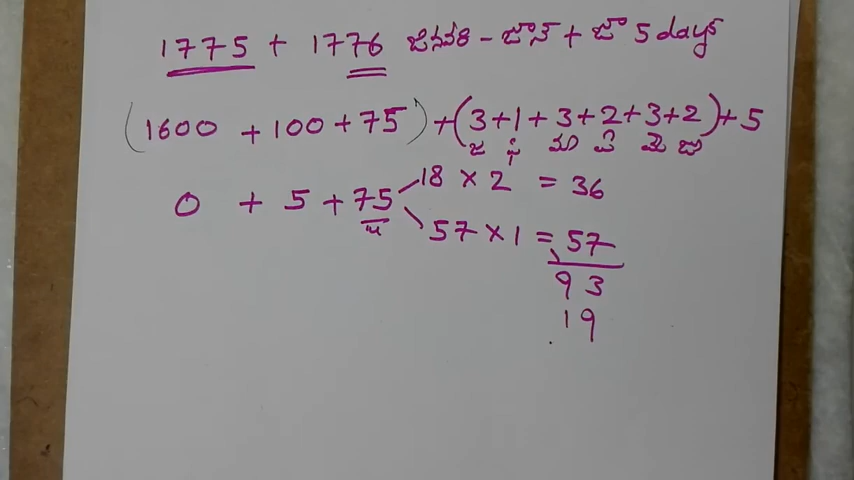 1775 + 1776 జనవరి - జూన్ + జూ 5 days
(1600 + 100 + 75) + (3+1+3+2+3+2) + 5
జ ఫి మా ఏ మె జు
0 + 5 + 75 18 × 2 = 36
57 × 1 = 57
93
19